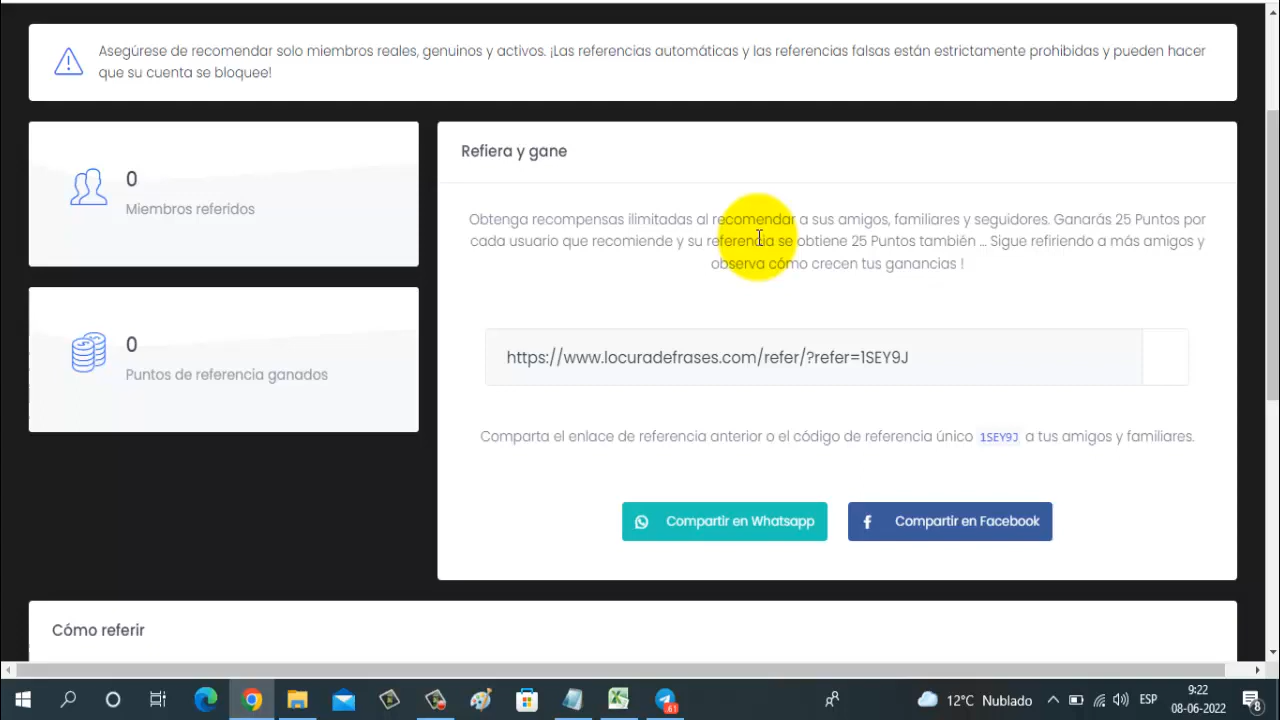 Asegúrese de recomendar solo miembros reales, genuinos y activos. ¡Las referencias automáticas y las referencias falsas están estrictamente prohibidas y pueden hacer
que su cuenta se bloquee!
0
Miembros referidos
0
Puntos de referencia ganados
Refiera y gane
Obtenga recompensas ilimitadas al recomendar a sus amigos, familiares y seguidores. Ganarás 25 Puntos por
cada usuario que recomiende y su referencia se obtiene 25 Puntos también ... Sigue refiriendo a más amigos y
observa cómo crecen tus ganancias !
https://www.locuradefrases.com/refer/?refer=1SEY9J
Comparta el enlace de referencia anterior o el código de referencia único 1SEY9J a tus amigos y familiares.
Compartir en Whatsapp
Compartir en Facebook
Cómo referir
61
12°C Nublado
ESP
9:22
08-06-2022
8